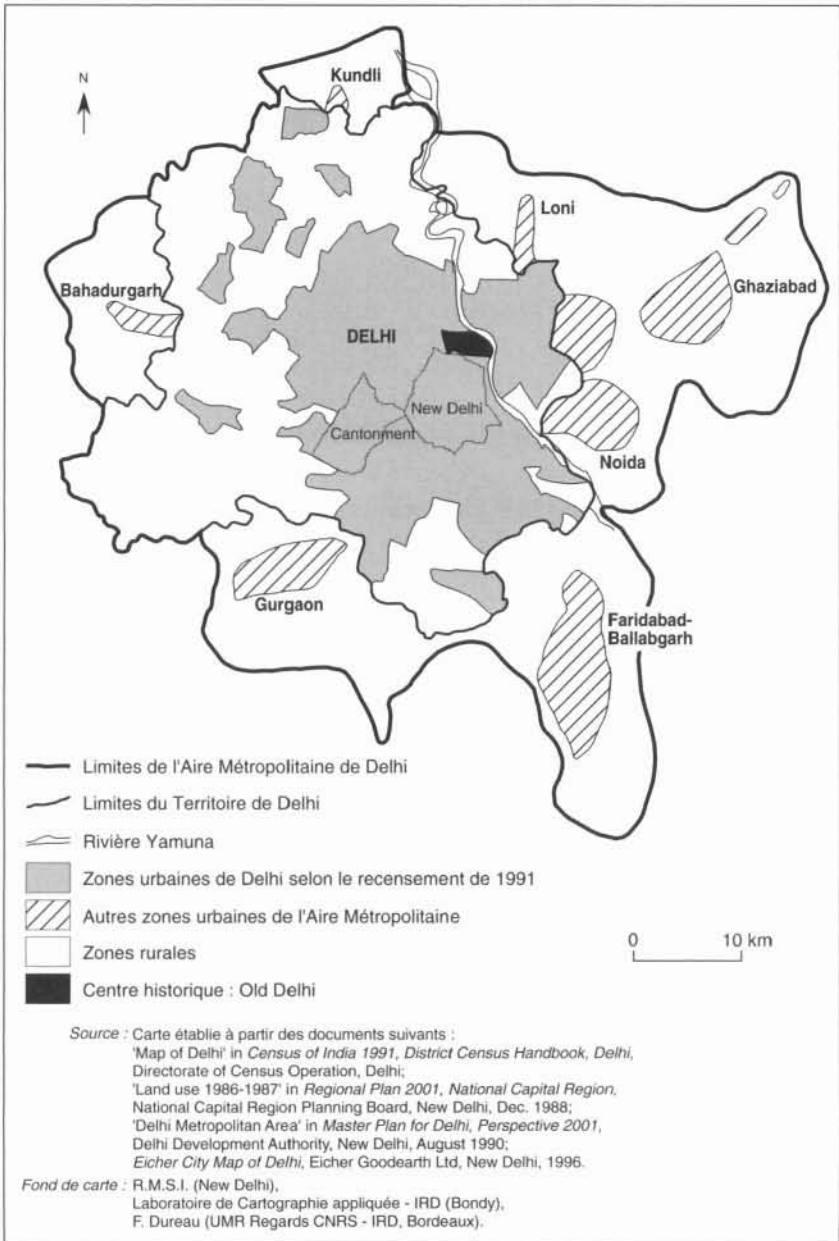 N
Kundli
Loni
Ghaziabad
Bahadurgarh
DELHI
New Delhi
Cantonment
Noida
Gurgaon
Faridabad-
Ballabgarh
Limites de l'Aire Métropolitaine de Delhi
Limites du Territoire de Delhi
Rivière Yamuna
Zones urbaines de Delhi selon le recensement de 1991
Autres zones urbaines de l'Aire Métropolitaine
Zones rurales
0 10 km
Centre historique : Old Delhi
Source : Carte établie à partir des documents suivants :
'Map of Delhi' in Census of India 1991, District Census Handbook, Delhi,
Directorate of Census Operation, Delhi;
'Land use 1986-1987' in Regional Plan 2001, National Capital Region,
National Capital Region Planning Board, New Delhi, Dec. 1988;
'Delhi Metropolitan Area' in Master Plan for Delhi, Perspective 2001,
Delhi Development Authority, New Delhi, August 1990;
Eicher City Map of Delhi, Eicher Goodearth Ltd, New Delhi, 1996.
Fond de carte : R.M.S.I. (New Delhi),
Laboratoire de Cartographie appliquée - IRD (Bondy),
F. Dureau (UMR Regards CNRS - IRD, Bordeaux).